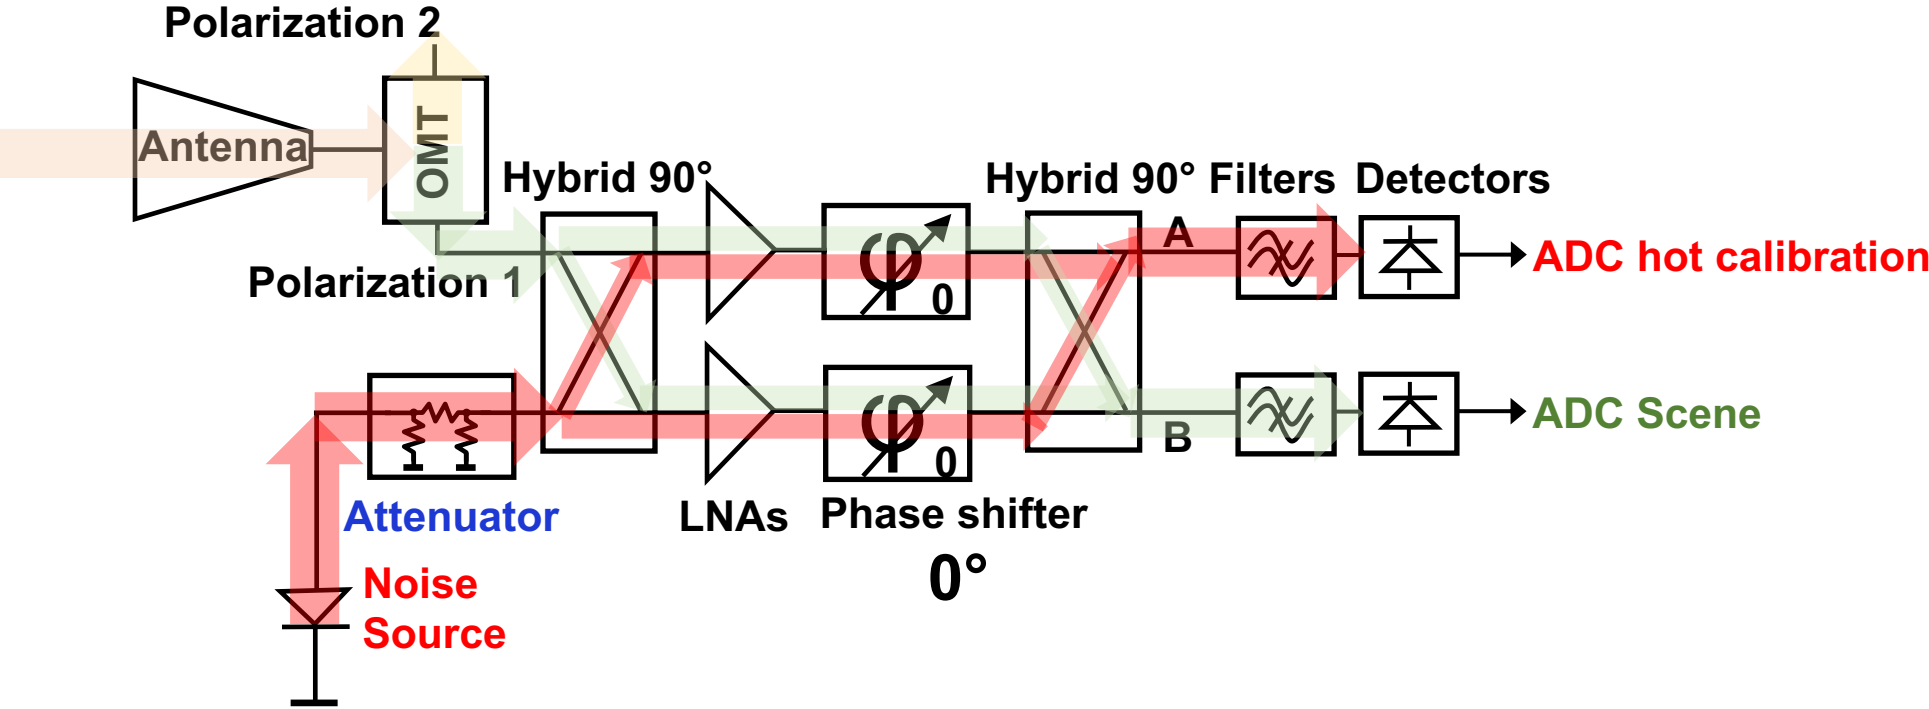 Polarization 2
Antenna
OMT
Hybrid 90°
Hybrid 90°
Filters
Detectors
A
φ
0
ADC hot calibration
Polarization 1
φ
0
B
ADC Scene
Attenuator
LNAs
Phase shifter
0°
Noise
Source